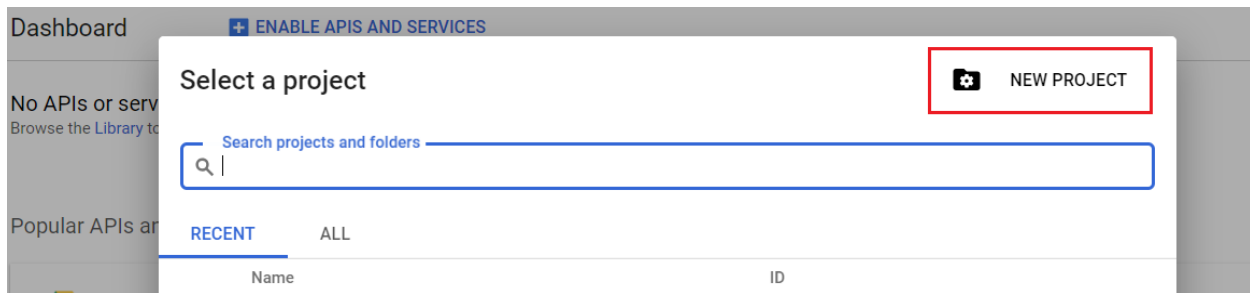 Dashboard
ENABLE APIS AND SERVICES
Select a project
NEW PROJECT
No APIs or serv
Browse the Library to
Search projects and folders
Popular APIs ar
RECENT
ALL
Name
ID